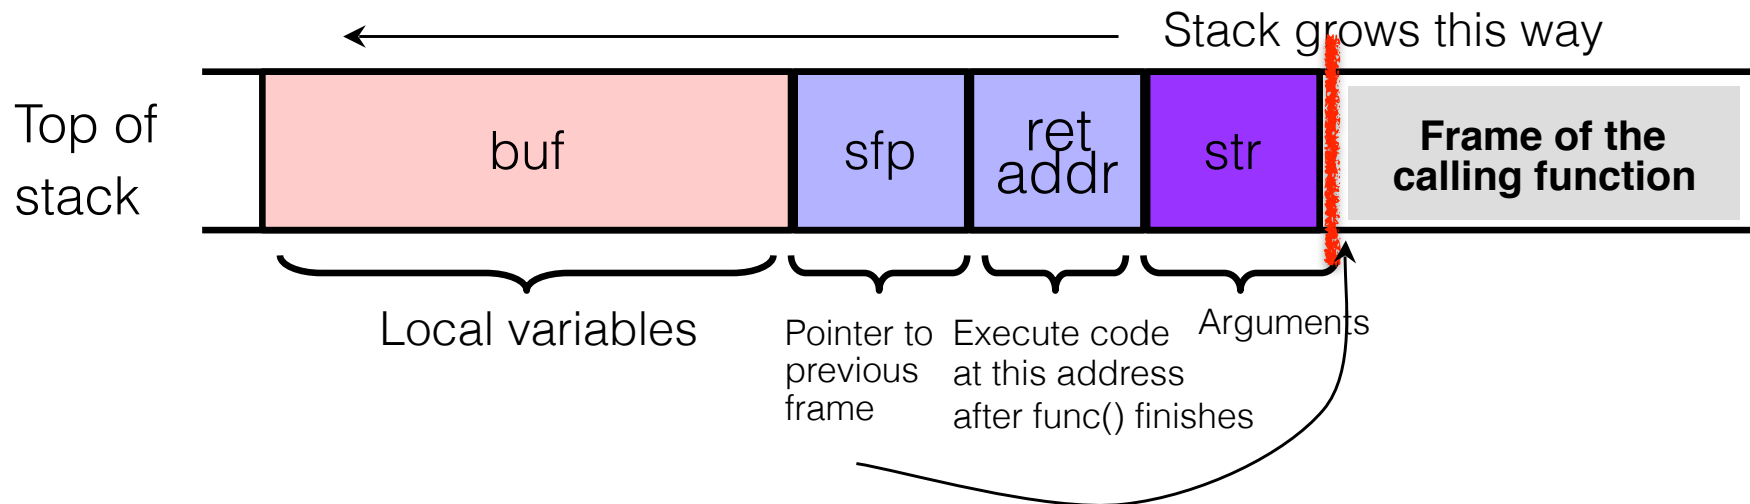 Stack grows this way
Top of
stack
buf
sfp
ret
addr
str
Frame of the
calling function
Local variables
Pointer to
previous
frame
Execute code
at this address
after func() finishes
Arguments